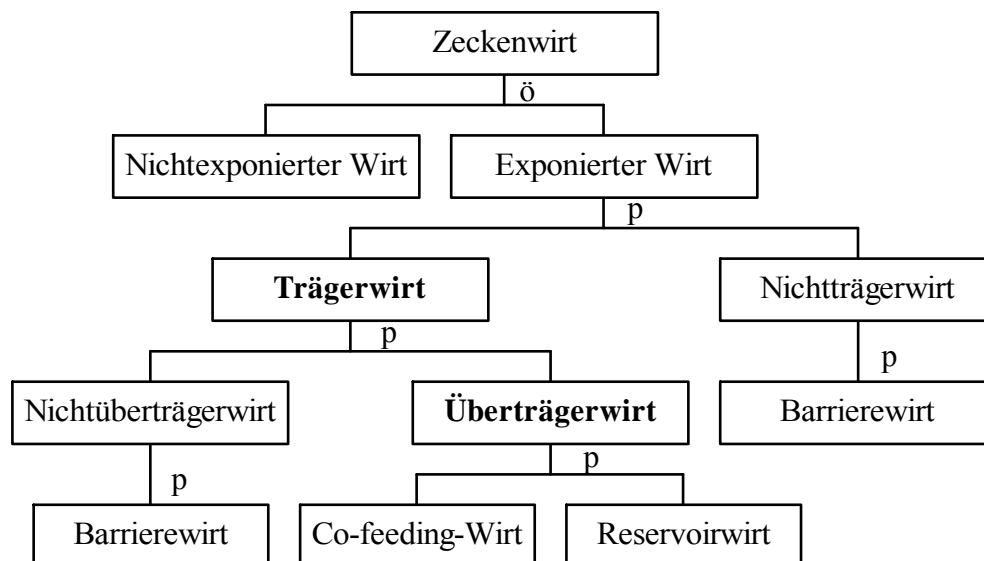 Zeckenwirt
ö
Nichtexponierter Wirt
Exponierter Wirt
p
Trägerwirt
Nichtträgerwirt
p
p
Nichtüberträgerwirt
Überträgerwirt
Barrierewirt
p
p
Barrierewirt
Co-feeding-Wirt
Reservoirwirt